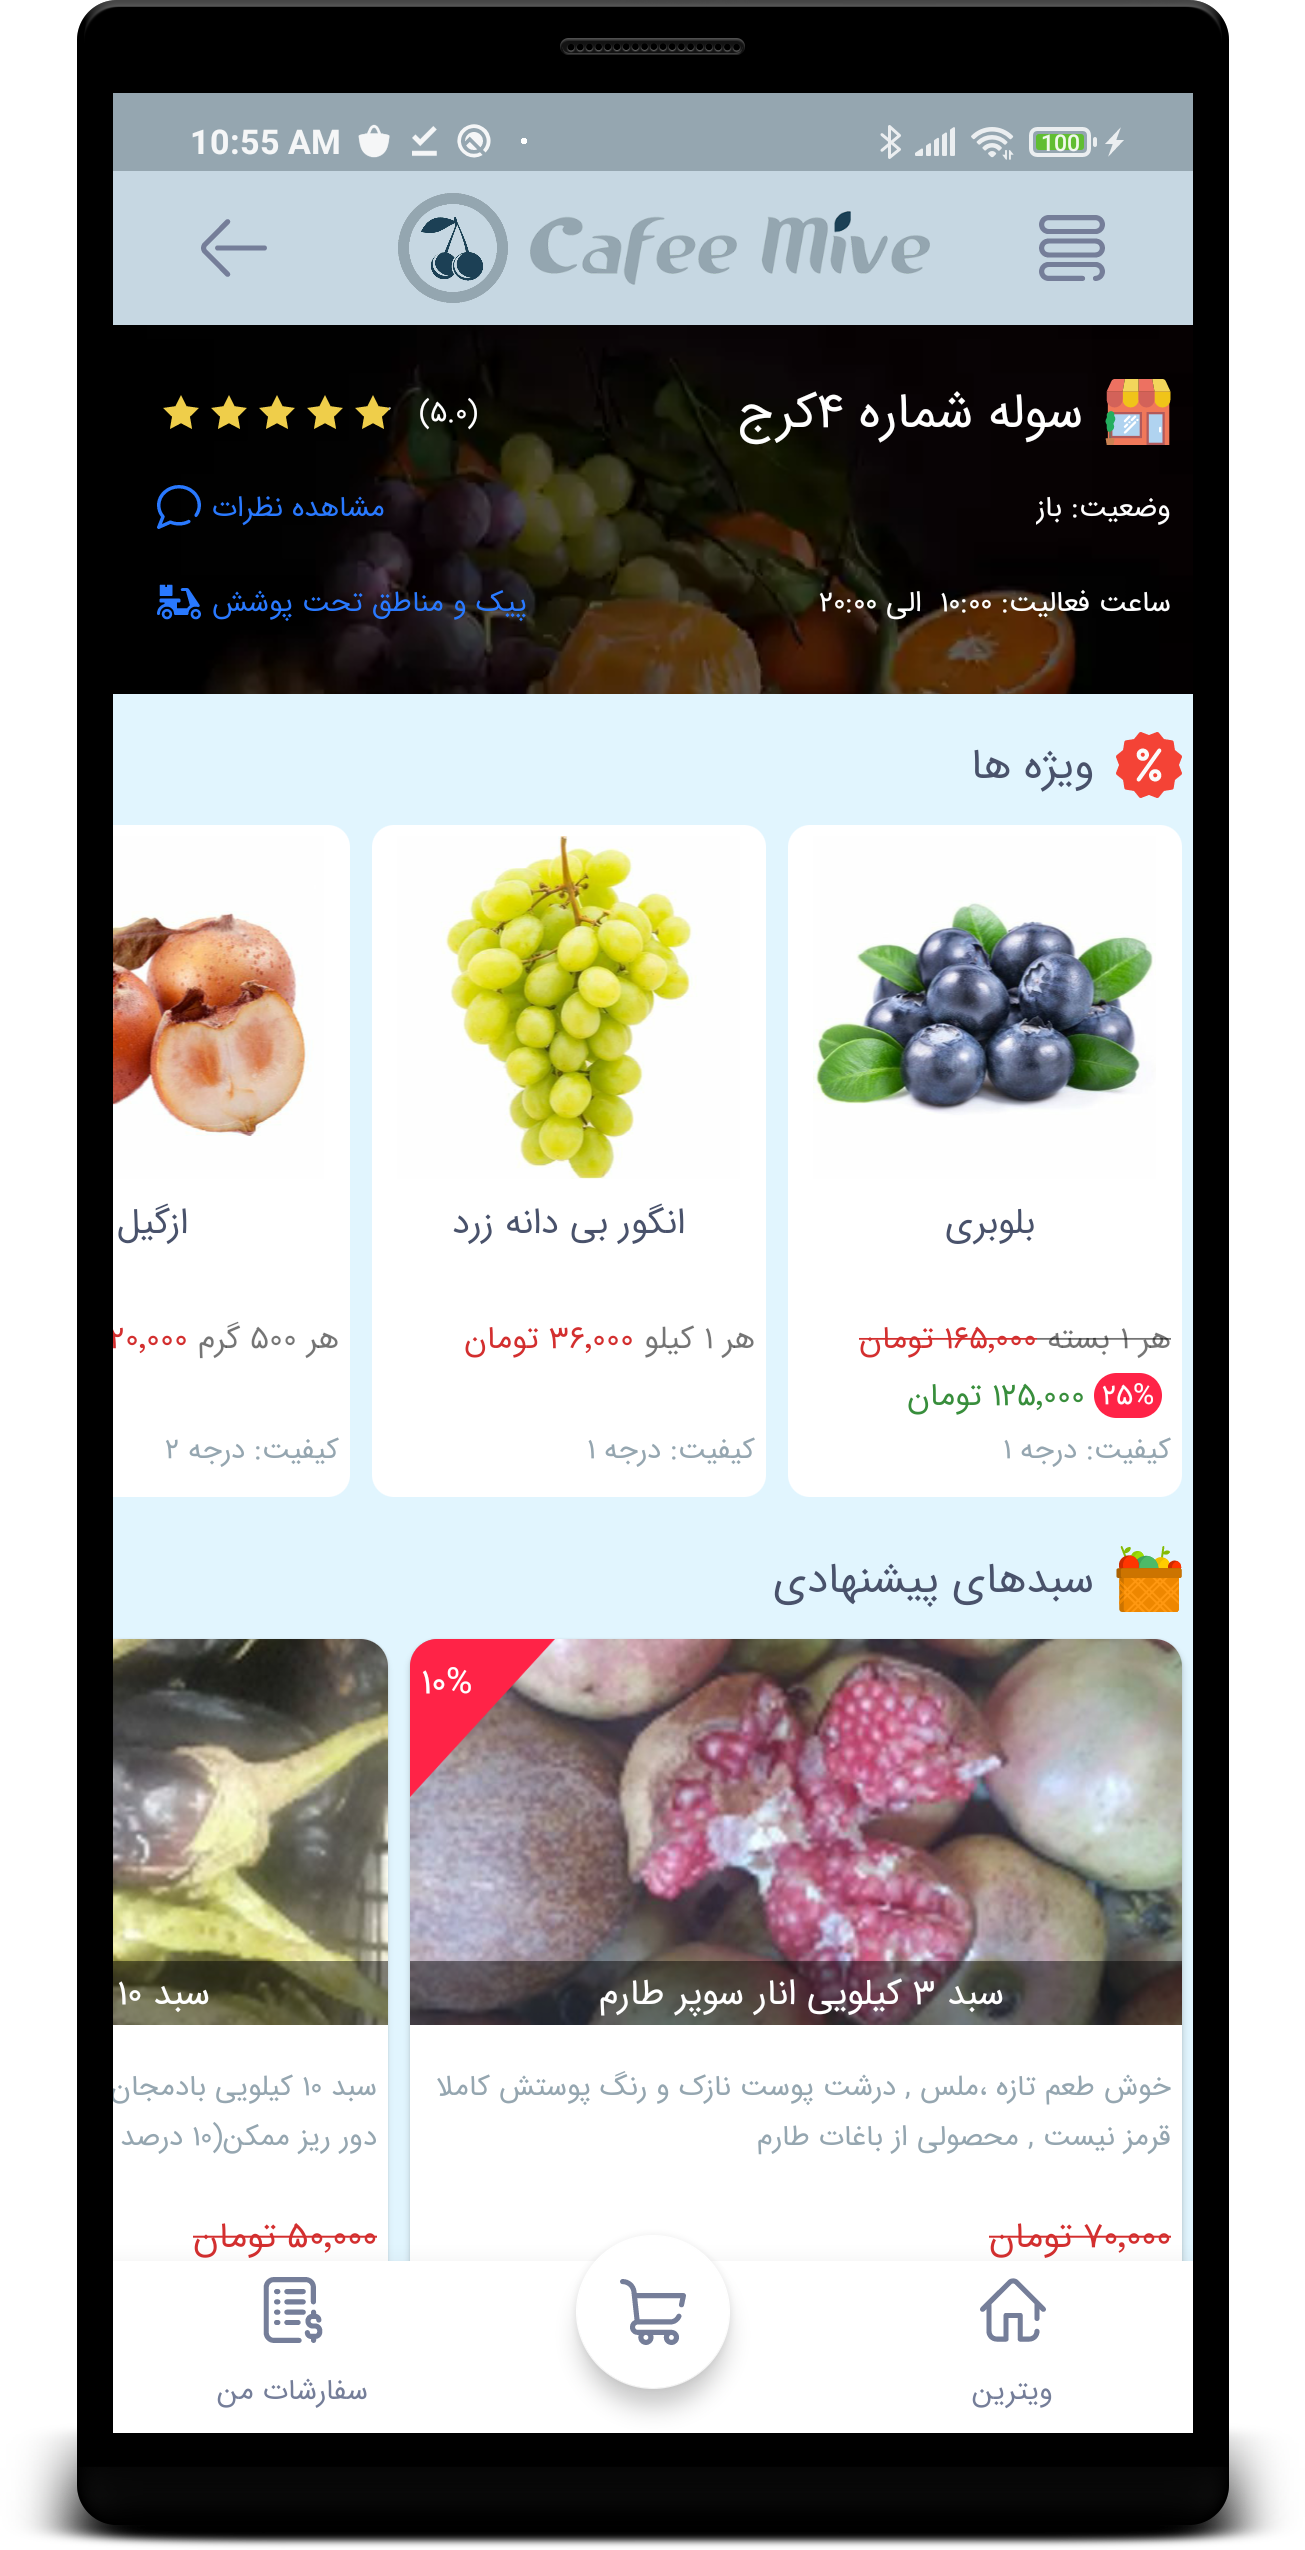 10:55 AM
100
Cafee Mive
سوله شماره ۴کرج
(۵.۰)
وضعیت: باز
مشاهده نظرات
ساعت فعالیت: ۱۰:۰۰ الی ۲۰:۰۰
پیک و مناطق تحت پوشش
%
ویژه ها
بلوبری
هر ۱ بسته ۱۶۵,۰۰۰ تومان
۲۵% ۱۲۵,۰۰۰ تومان
کیفیت: درجه ۱
انگور بی دانه زرد
هر ۱ کیلو ۳۶,۰۰۰ تومان
کیفیت: درجه ۱
ازگیل
هر ۵۰۰ گرم ۲۰,۰۰۰
کیفیت: درجه ۲
سبدهای پیشنهادی
۱۰%
سبد ۳ کیلویی انار سوپر طارم
خوش طعم تازه ،ملس , درشت پوست نازک و رنگ پوستش کاملا
قرمز نیست , محصولی از باغات طارم
۷۰,۰۰۰ تومان
سبد ۱۰
سبد ۱۰ کیلویی بادمجان
دور ریز ممکن(۱۰ درصد
۵۰,۰۰۰ تومان
ویترین
سفارشات من